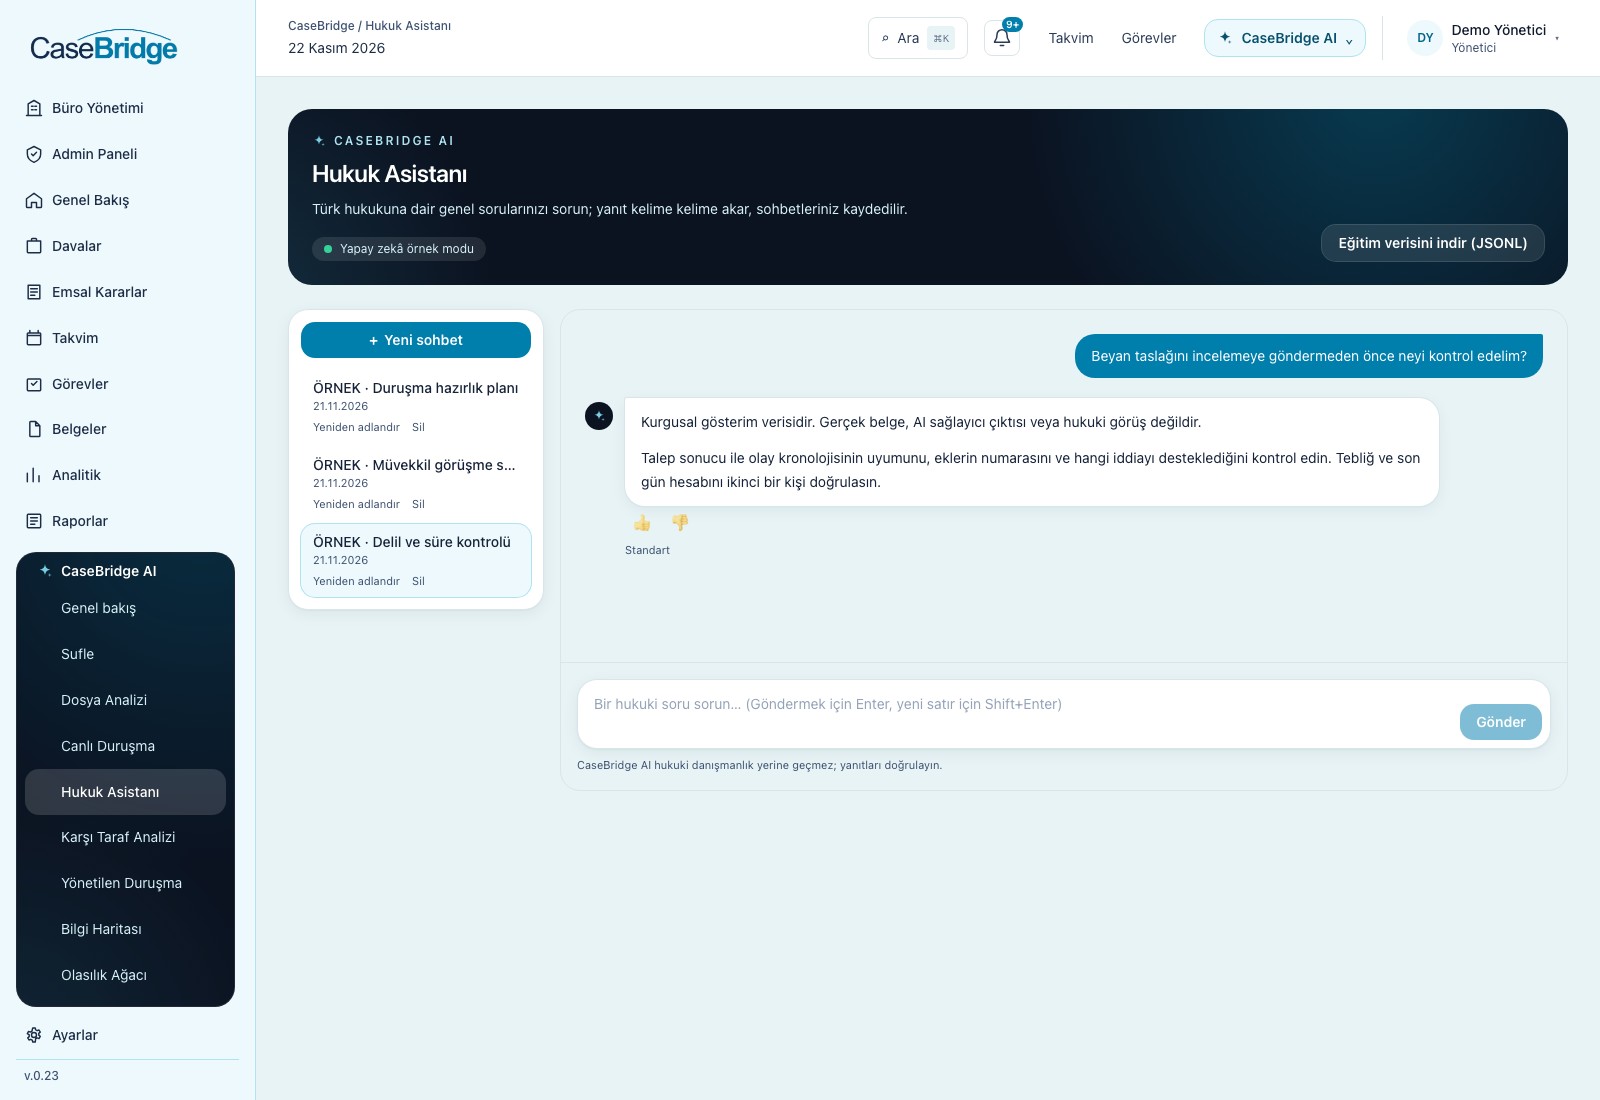 CaseBridge
Büro Yönetimi
Admin Paneli
Genel Bakış
Davalar
Emsal Kararlar
Takvim
Görevler
Belgeler
Analitik
Raporlar
CaseBridge AI
Genel bakış
Sufle
Dosya Analizi
Canlı Duruşma
Hukuk Asistanı
Karşı Taraf Analizi
Yönetilen Duruşma
Bilgi Haritası
Olasılık Ağacı
Ayarlar
v.0.23
CaseBridge / Hukuk Asistanı
22 Kasım 2026
Ara ⌘K
9+
Takvim
Görevler
CaseBridge AI
DY
Demo Yönetici
Yönetici
CASEBRIDGE AI
Hukuk Asistanı
Türk hukukuna dair genel sorularınızı sorun; yanıt kelime kelime akar, sohbetleriniz kaydedilir.
Yapay zekâ örnek modu
Eğitim verisini indir (JSONL)
+ Yeni sohbet
ÖRNEK · Duruşma hazırlık planı
21.11.2026
Yeniden adlandır Sil
ÖRNEK · Müvekkil görüşme s...
21.11.2026
Yeniden adlandır Sil
ÖRNEK · Delil ve süre kontrolü
21.11.2026
Yeniden adlandır Sil
Beyan taslağını incelemeye göndermeden önce neyi kontrol edelim?
Kurgusal gösterim verisidir. Gerçek belge, AI sağlayıcı çıktısı veya hukuki görüş değildir.
Talep sonucu ile olay kronolojisinin uyumunu, eklerin numarasını ve hangi iddiayı desteklediğini kontrol edin. Tebliğ ve son
gün hesabını ikinci bir kişi doğrulasın.
Standart
Bir hukuki soru sorun... (Göndermek için Enter, yeni satır için Shift+Enter)
Gönder
CaseBridge AI hukuki danışmanlık yerine geçmez; yanıtları doğrulayın.